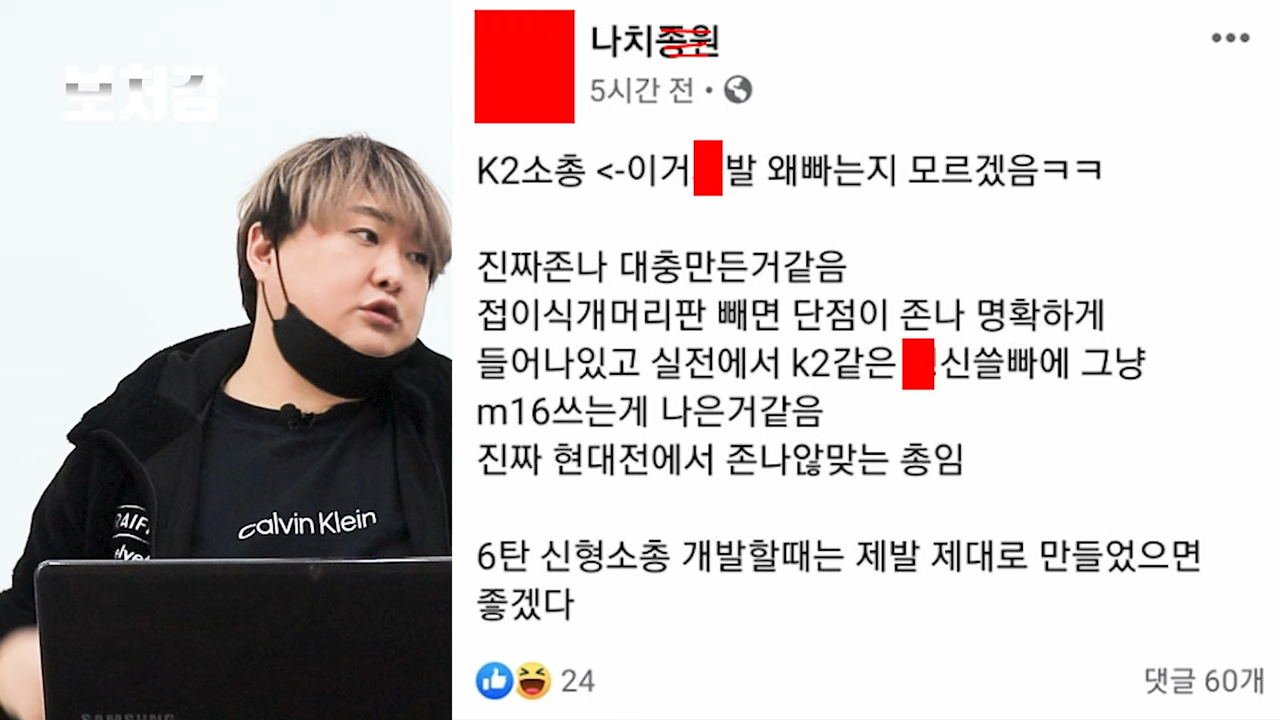 보처감
RAIF
elvet
calvin Klein
SAMSUNG
나치종원
5시간 전
K2소총 <-이거 발 왜빠는지 모르겠음ㅋㅋ
진짜존나 대충만든거같음
접이식개머리판 빼면 단점이 존나 명확하게
들어나있고 실전에서 k2같은 신쓸빠에 그냥
m16쓰는게 나은거같음
진짜 현대전에서 존나않맞는 총임
6탄 신형소총 개발할때는 제발 제대로 만들었으면
좋겠다
24
댓글 60개